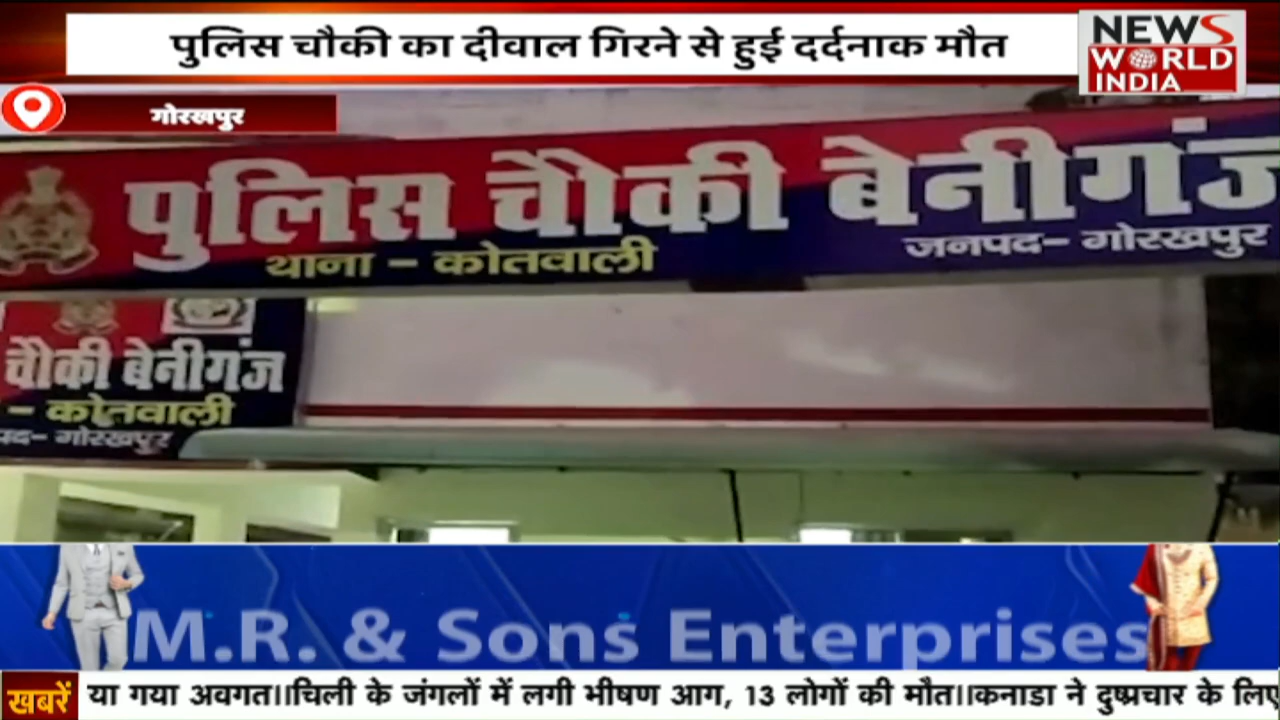 पुलिस चौकी का दीवाल गिरने से हुई दर्दनाक मौत
NEWS
WORLD
INDIA
गोरखपुर
पुलिस चौकी बेनीगंज
थाना - कोतवाली
जनपद- गोरखपुर
चौकी बेनीगंज
- कोतवाली
पद- गोरखपुर
M.R. & Sons Enterprises
खबरें या गया अवगत॥चिली के जंगलों में लगी भीषण आग, 13 लोगों की मौत॥कनाडा ने दुष्प्रचार के लिए